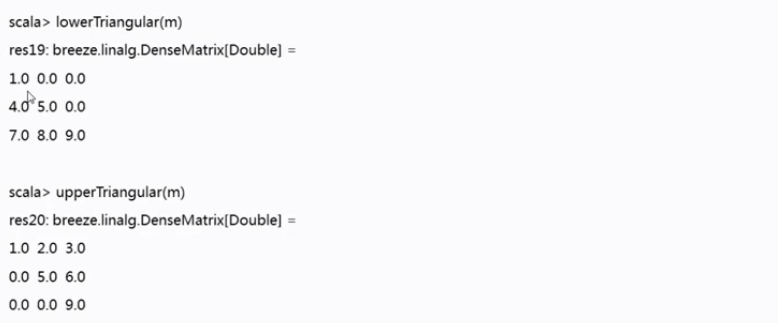 scala> lowerTriangular(m)
res19: breeze.linalg.DenseMatrix[Double] =
1.0 0.0 0.0
4.0 5.0 0.0
7.0 8.0 9.0
scala> upperTriangular(m)
res20: breeze.linalg.DenseMatrix[Double] =
1.0 2.0 3.0
0.0 5.0 6.0
0.0 0.0 9.0